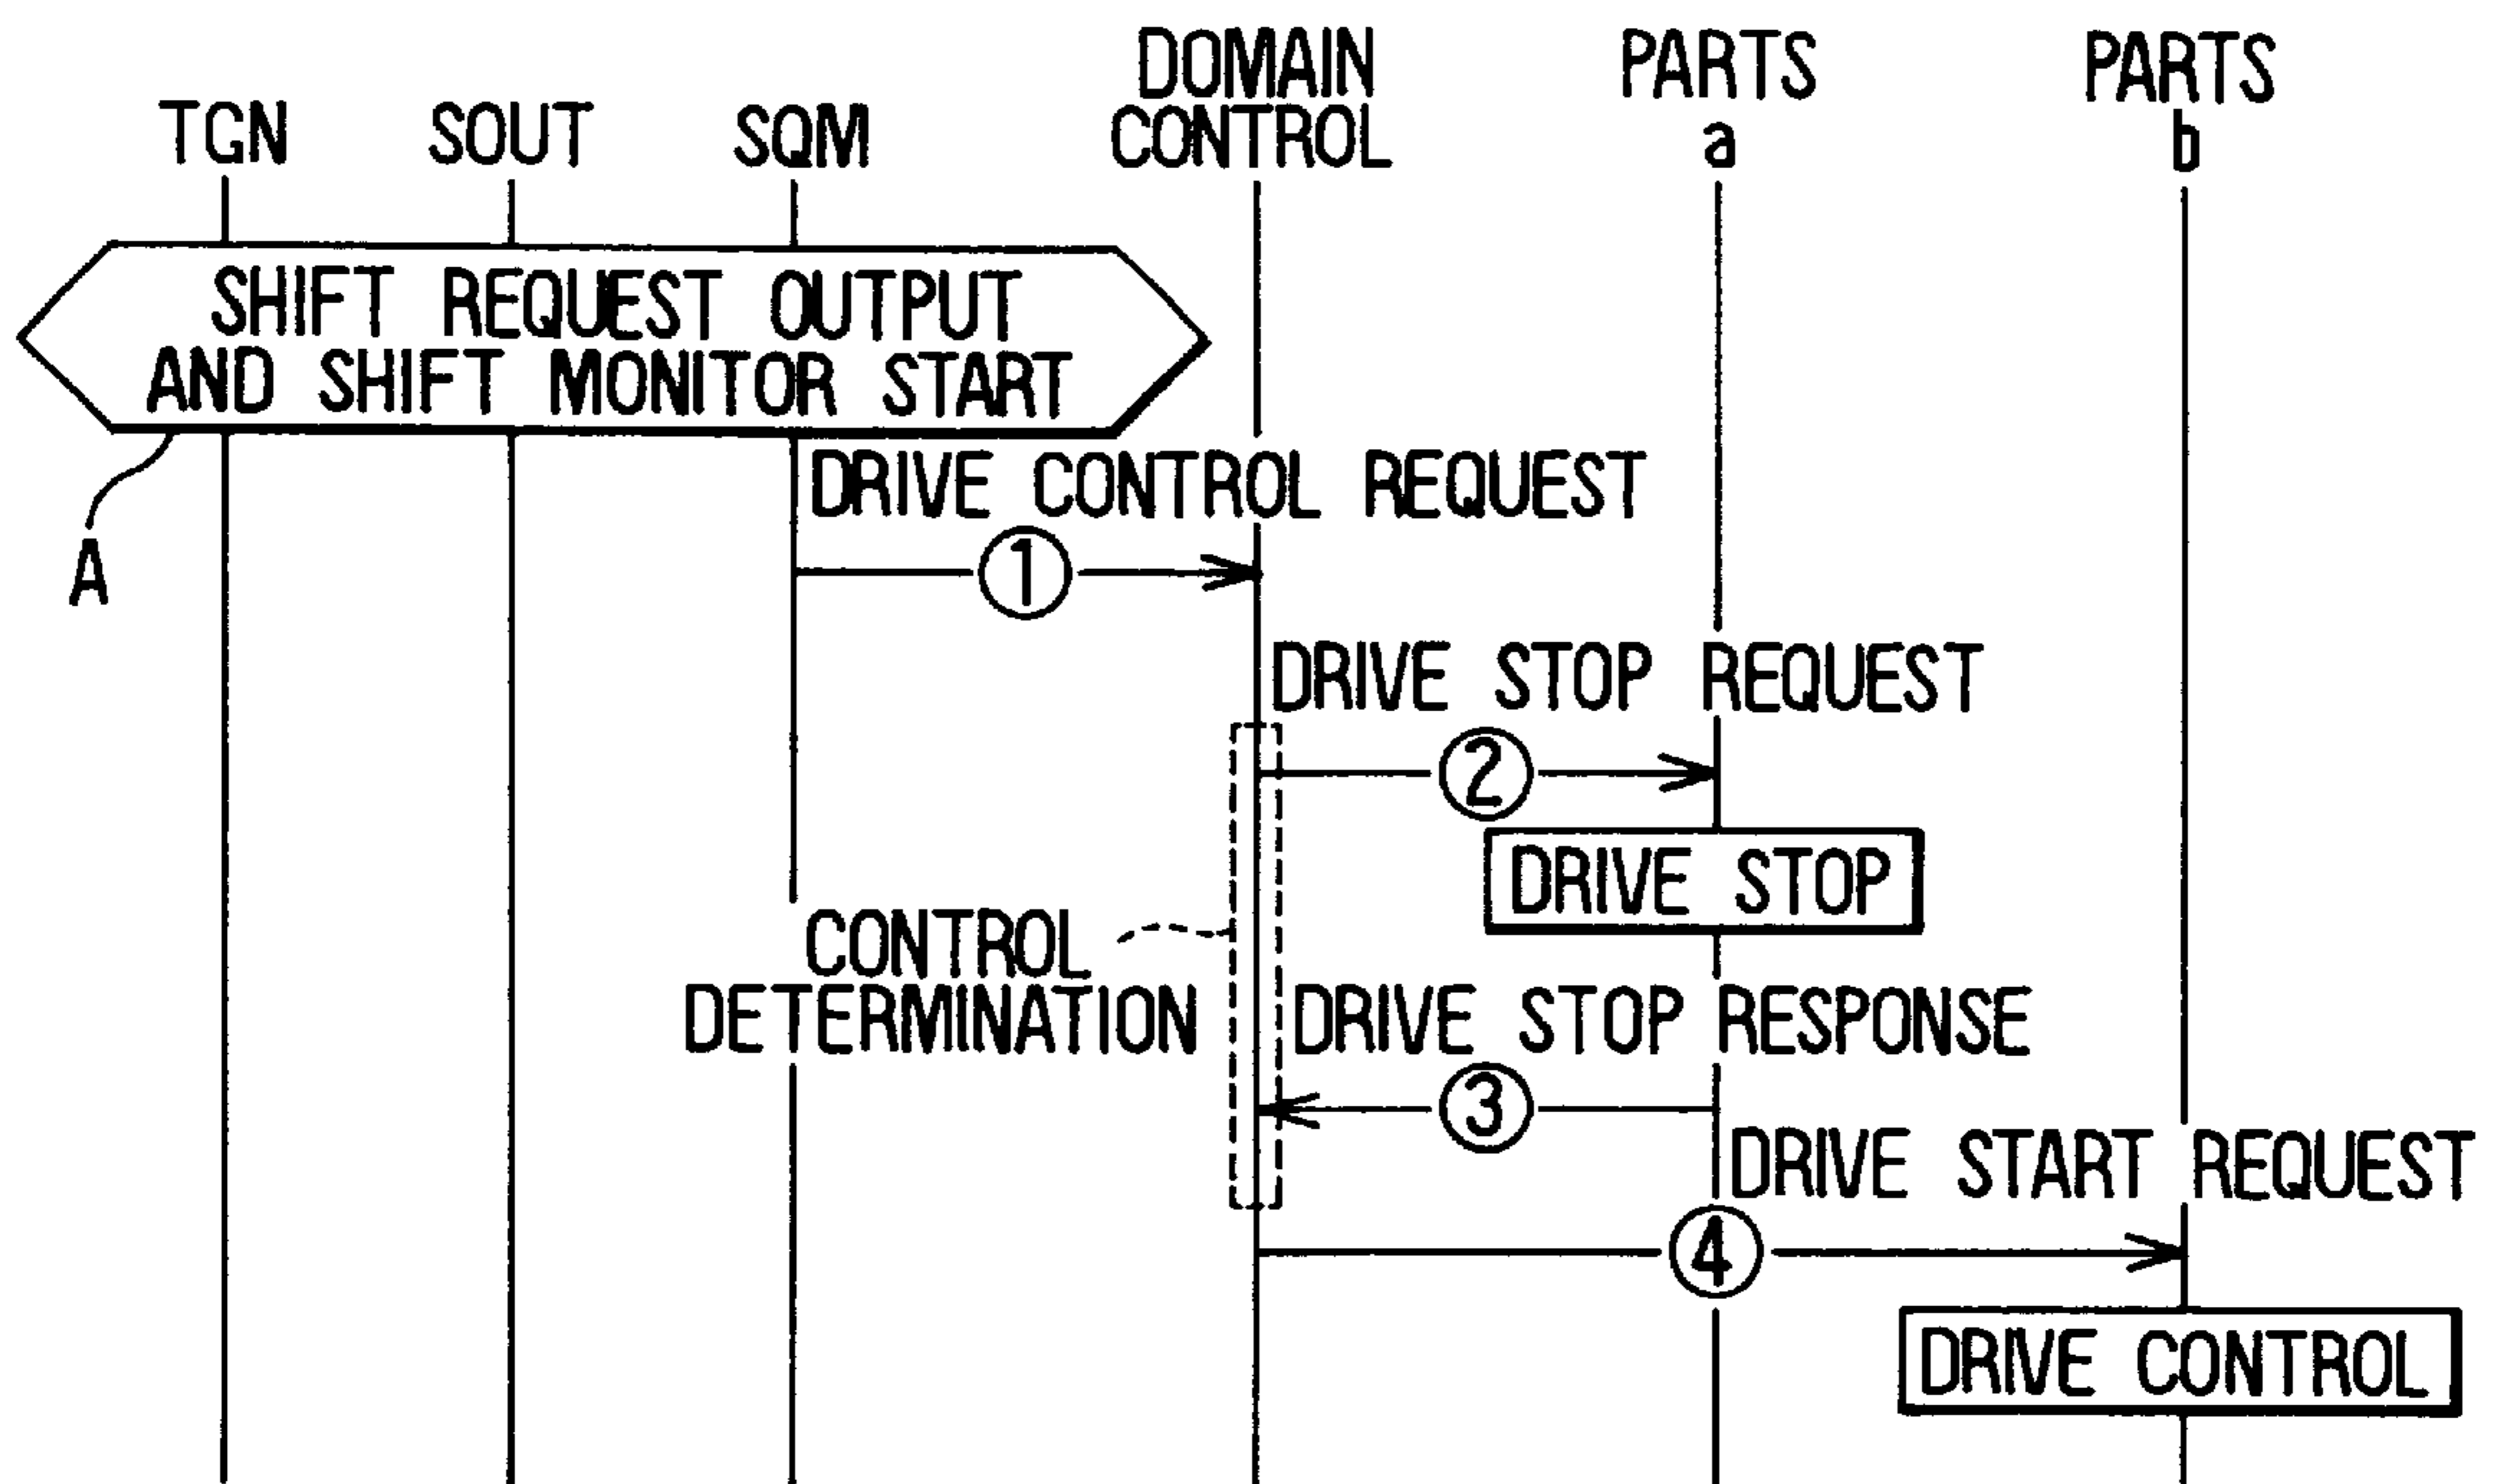 TGN
SOUT
SQM
DOMAIN
CONTROL
PARTS
a
PARTS
b
SHIFT REQUEST OUTPUT
AND SHIFT MONITOR START
A
DRIVE CONTROL REQUEST
1
DRIVE STOP REQUEST
2
DRIVE STOP
CONTROL
DETERMINATION
DRIVE STOP RESPONSE
3
DRIVE START REQUEST
4
DRIVE CONTROL